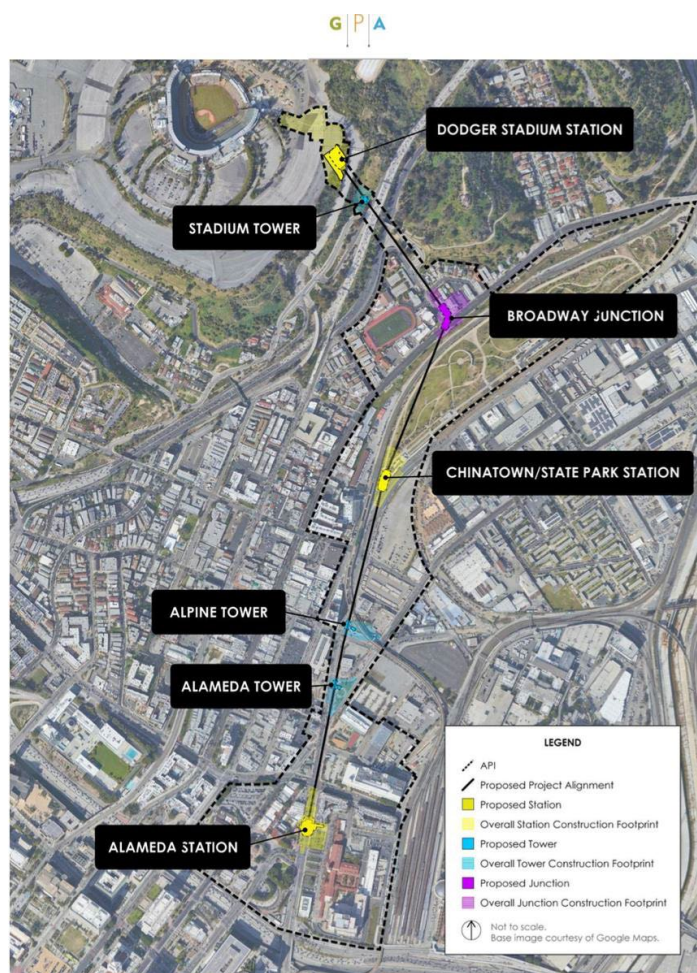 G P A
DODGER STADIUM STATION
STADIUM TOWER
BROADWAY JUNCTION
CHINATOWN/STATE PARK STATION
ALPINE TOWER
ALAMEDA TOWER
ALAMEDA STATION
LEGEND
API
Proposed Project Alignment
Proposed Station
Overall Station Construction Footprint
Proposed Tower
Overall Tower Construction Footprint
Proposed Junction
Overall Junction Construction Footprint
Not to scale.
Base image courtesy of Google Maps.